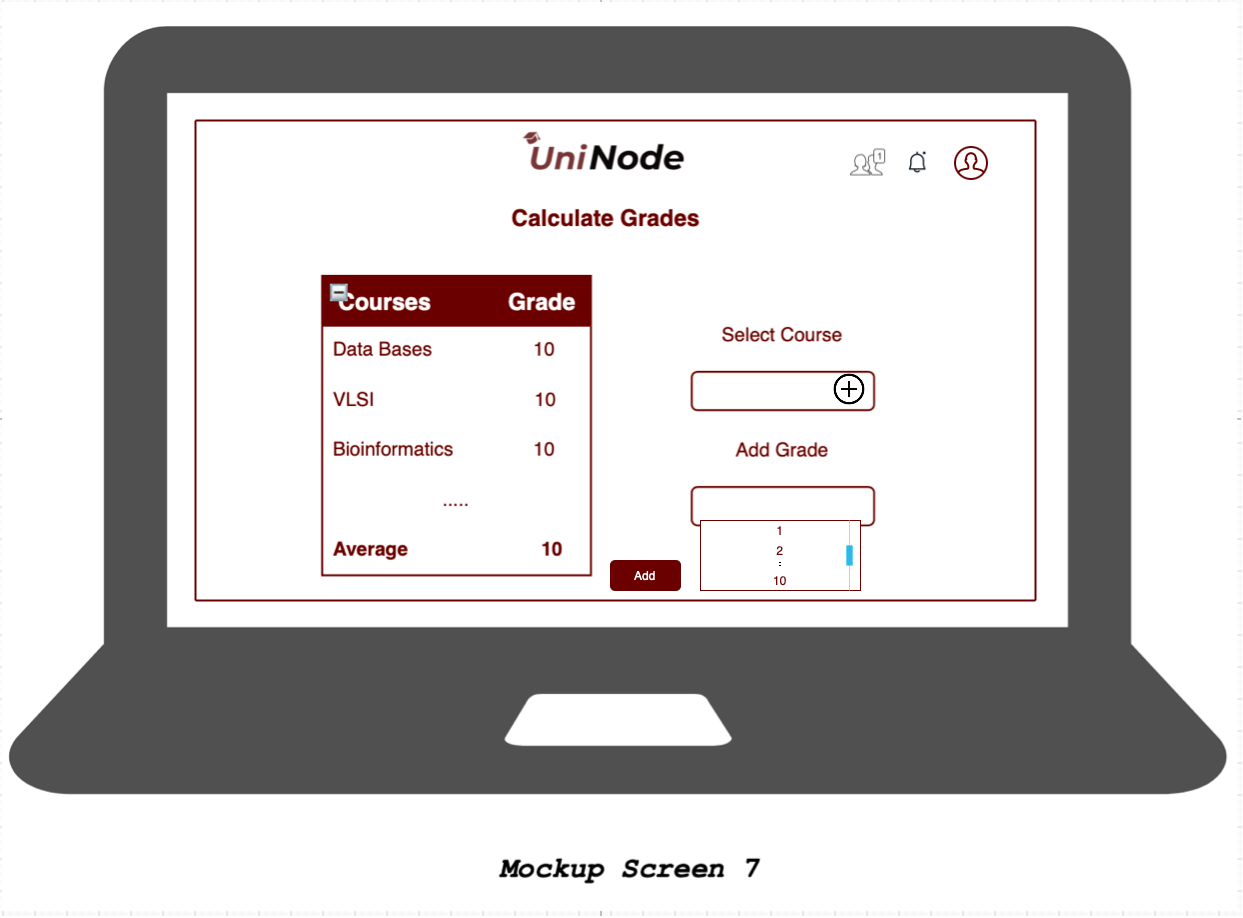 UniNode
1
Calculate Grades
Courses Grade
Data Bases 10
VLSI 10
Bioinformatics 10
.....
Average 10
Select Course
Add Grade
1
2
:
10
Add
Mockup Screen 7